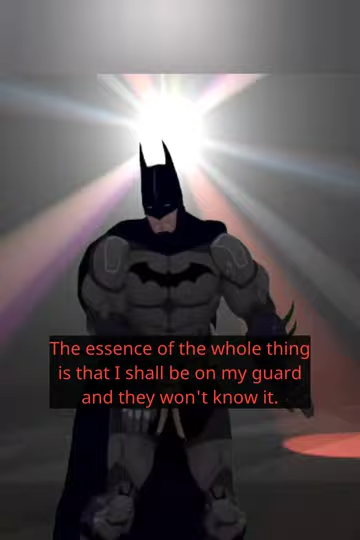 The essence of the whole thing
is that I shall be on my guard
and they won't know it.